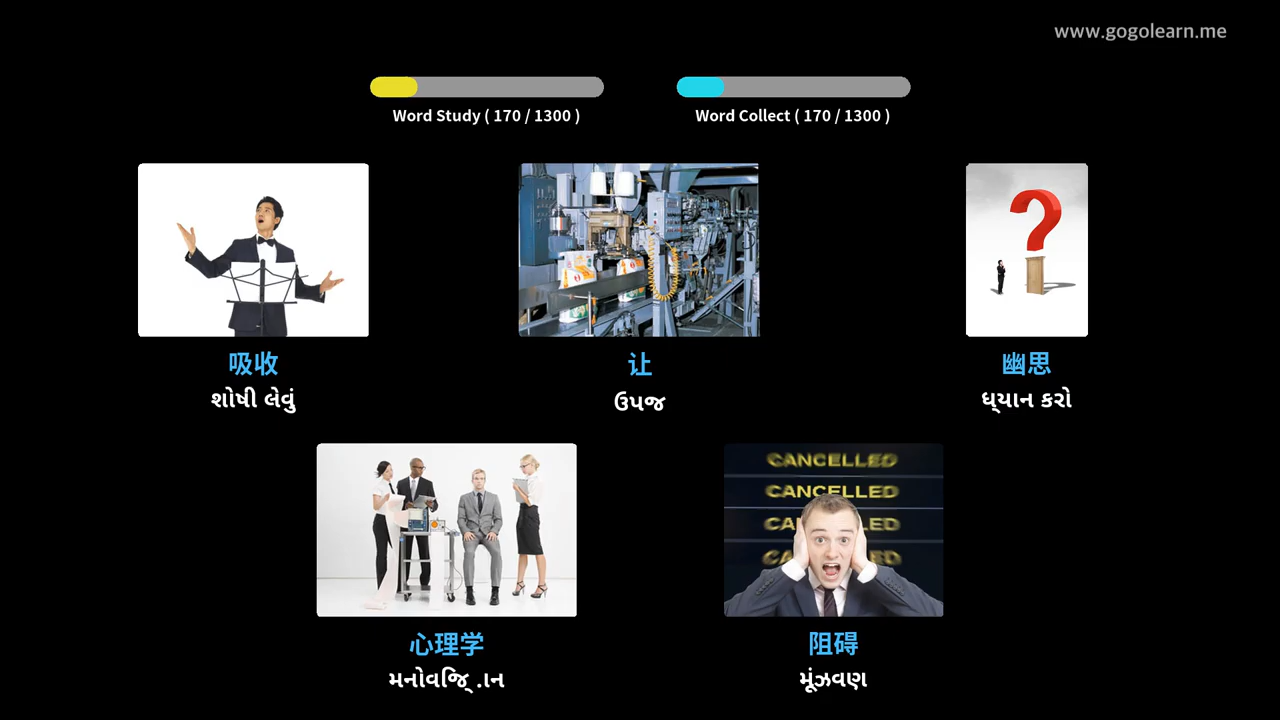 www.gogolearn.me
Word Study ( 170 / 1300 )
Word Collect ( 170 / 1300 )
吸收
શોષી લેવું
让
ઉપજ
幽思
ધ્યાન કરો
CANCELLED
CANCELLED
心理学
મનોવજ્િ.ાન
阻碍
મૂંઝવણ